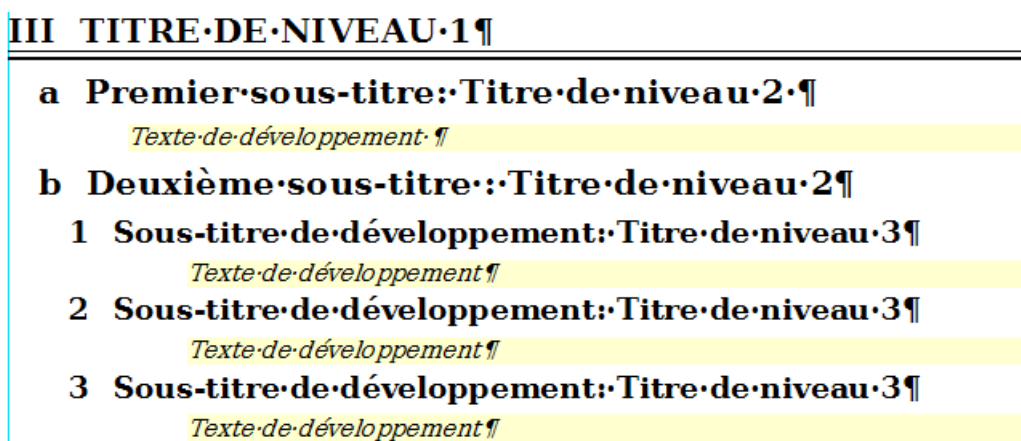 III TITRE·DE·NIVEAU·1¶
a Premier·sous-titre:·Titre·de·niveau·2·¶
Texte·de·développement·¶
b Deuxième·sous-titre·:·Titre·de·niveau·2¶
1 Sous-titre·de·développement:·Titre·de·niveau·3¶
Texte·de·développement¶
2 Sous-titre·de·développement:·Titre·de·niveau·3¶
Texte·de·développement¶
3 Sous-titre·de·développement:·Titre·de·niveau·3¶
Texte·de·développement¶